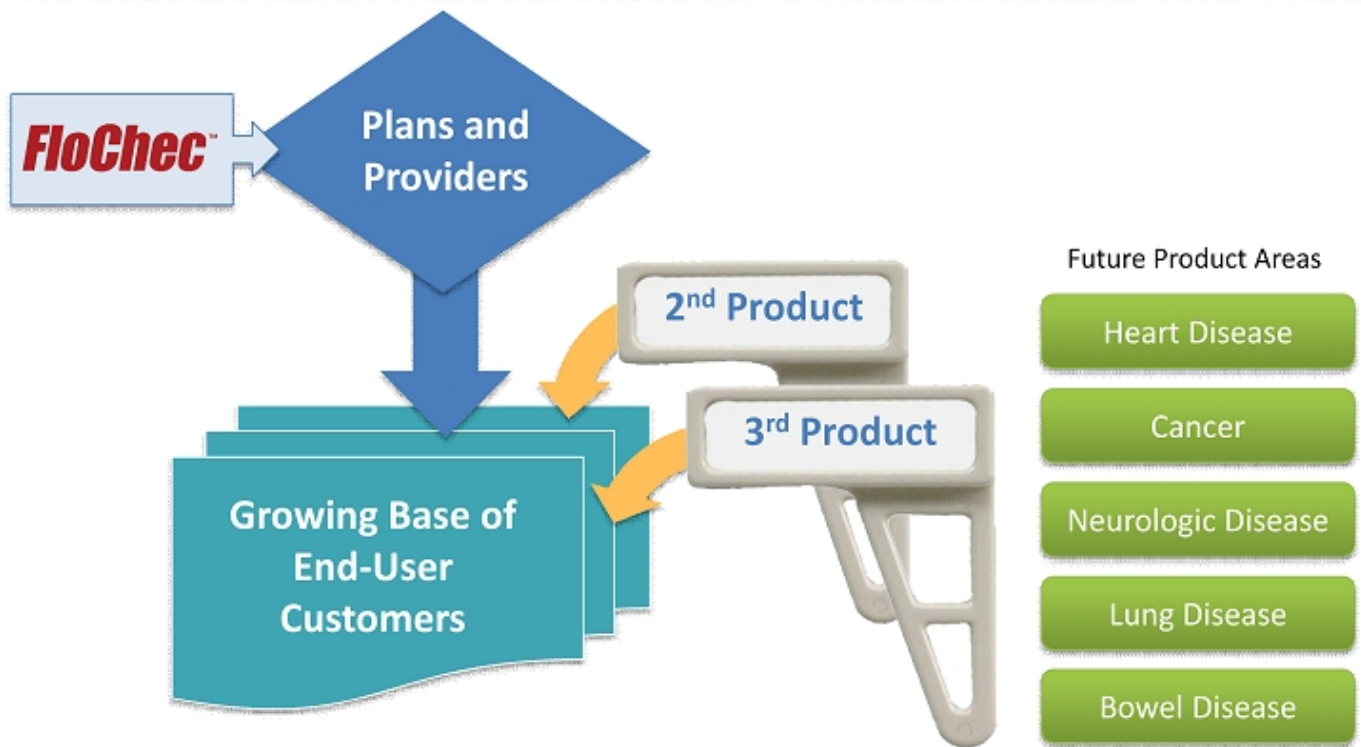 FloChec™
Plans and
Providers
2nd Product
3rd Product
Growing Base of
End-User
Customers
Future Product Areas
Heart Disease
Cancer
Neurologic Disease
Lung Disease
Bowel Disease